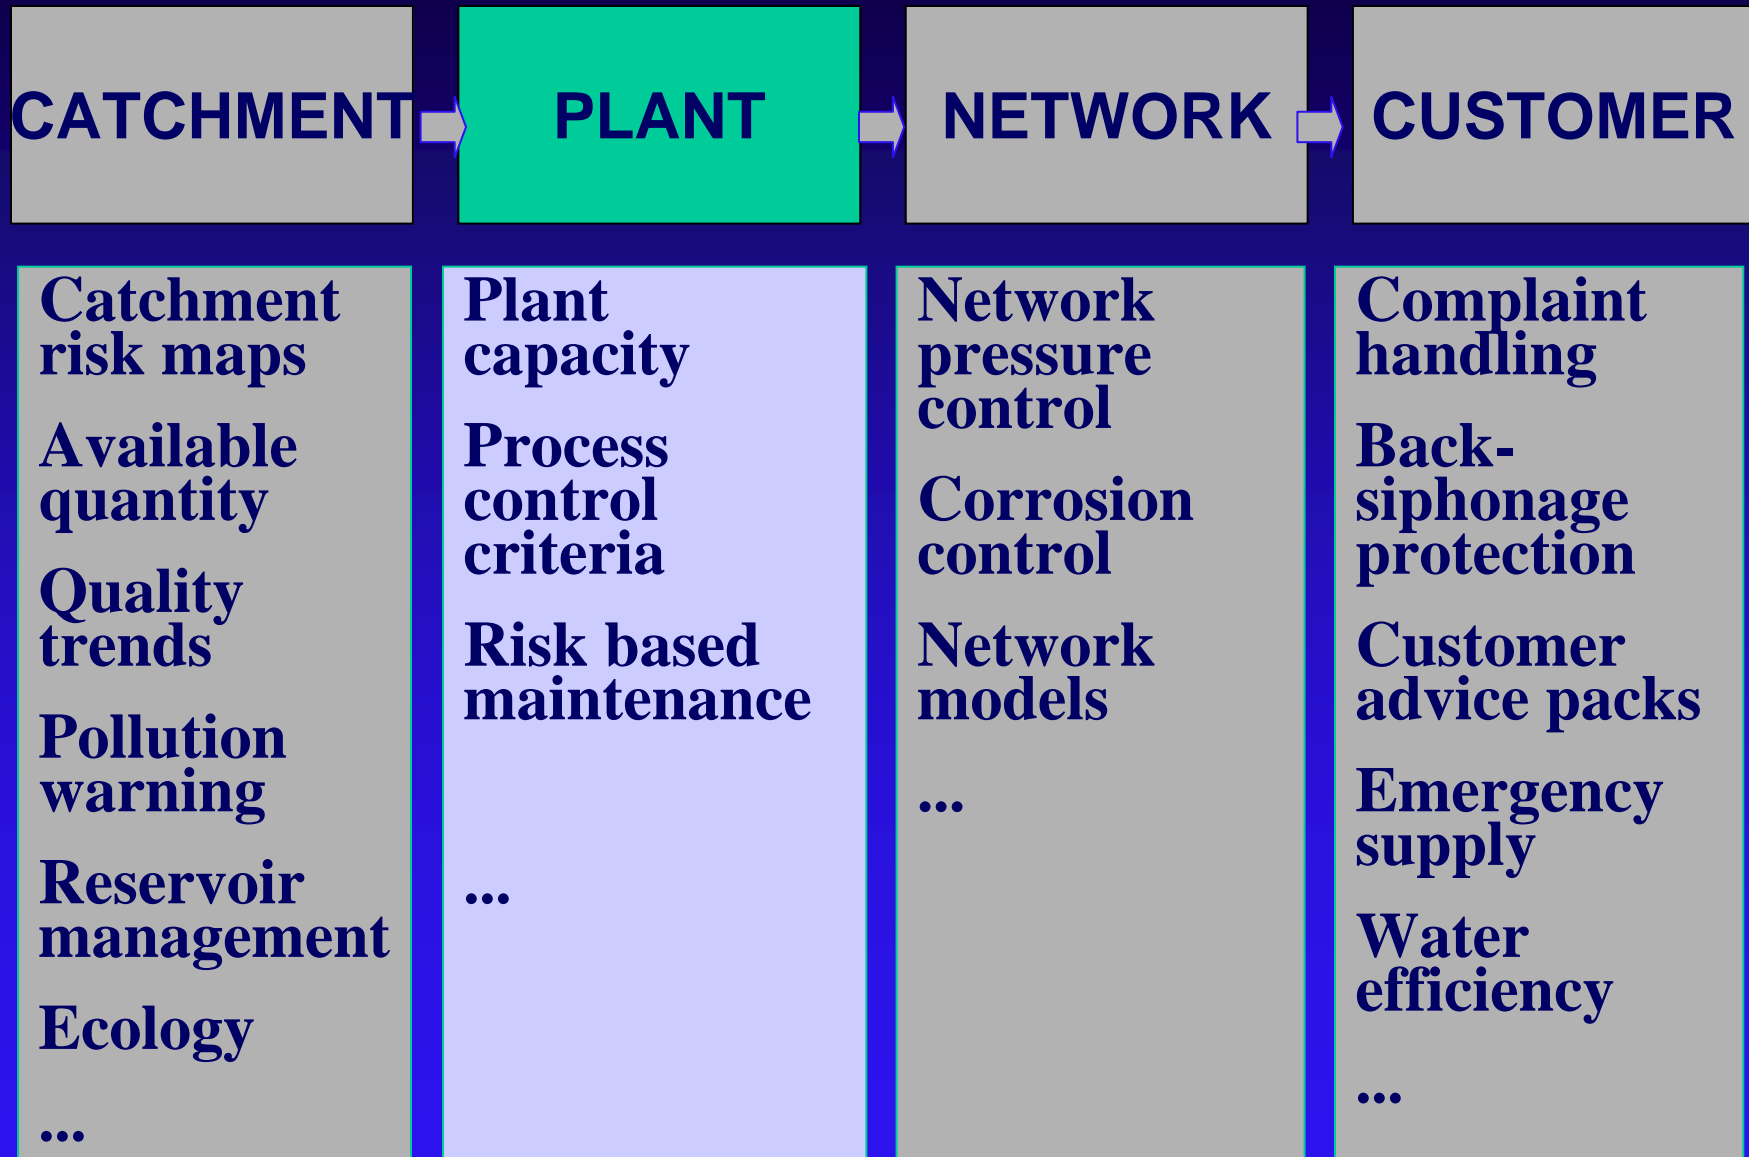 CATCHMENT
PLANT
NETWORK
CUSTOMER
Catchment
risk maps
Available
quantity
Quality
trends
Pollution
warning
Reservoir
management
Ecology
...
Plant
capacity
Process
control
criteria
Risk based
maintenance
...
Network
pressure
control
Corrosion
control
Network
models
...
Complaint
handling
Back-
siphonage
protection
Customer
advice packs
Emergency
supply
Water
efficiency
...